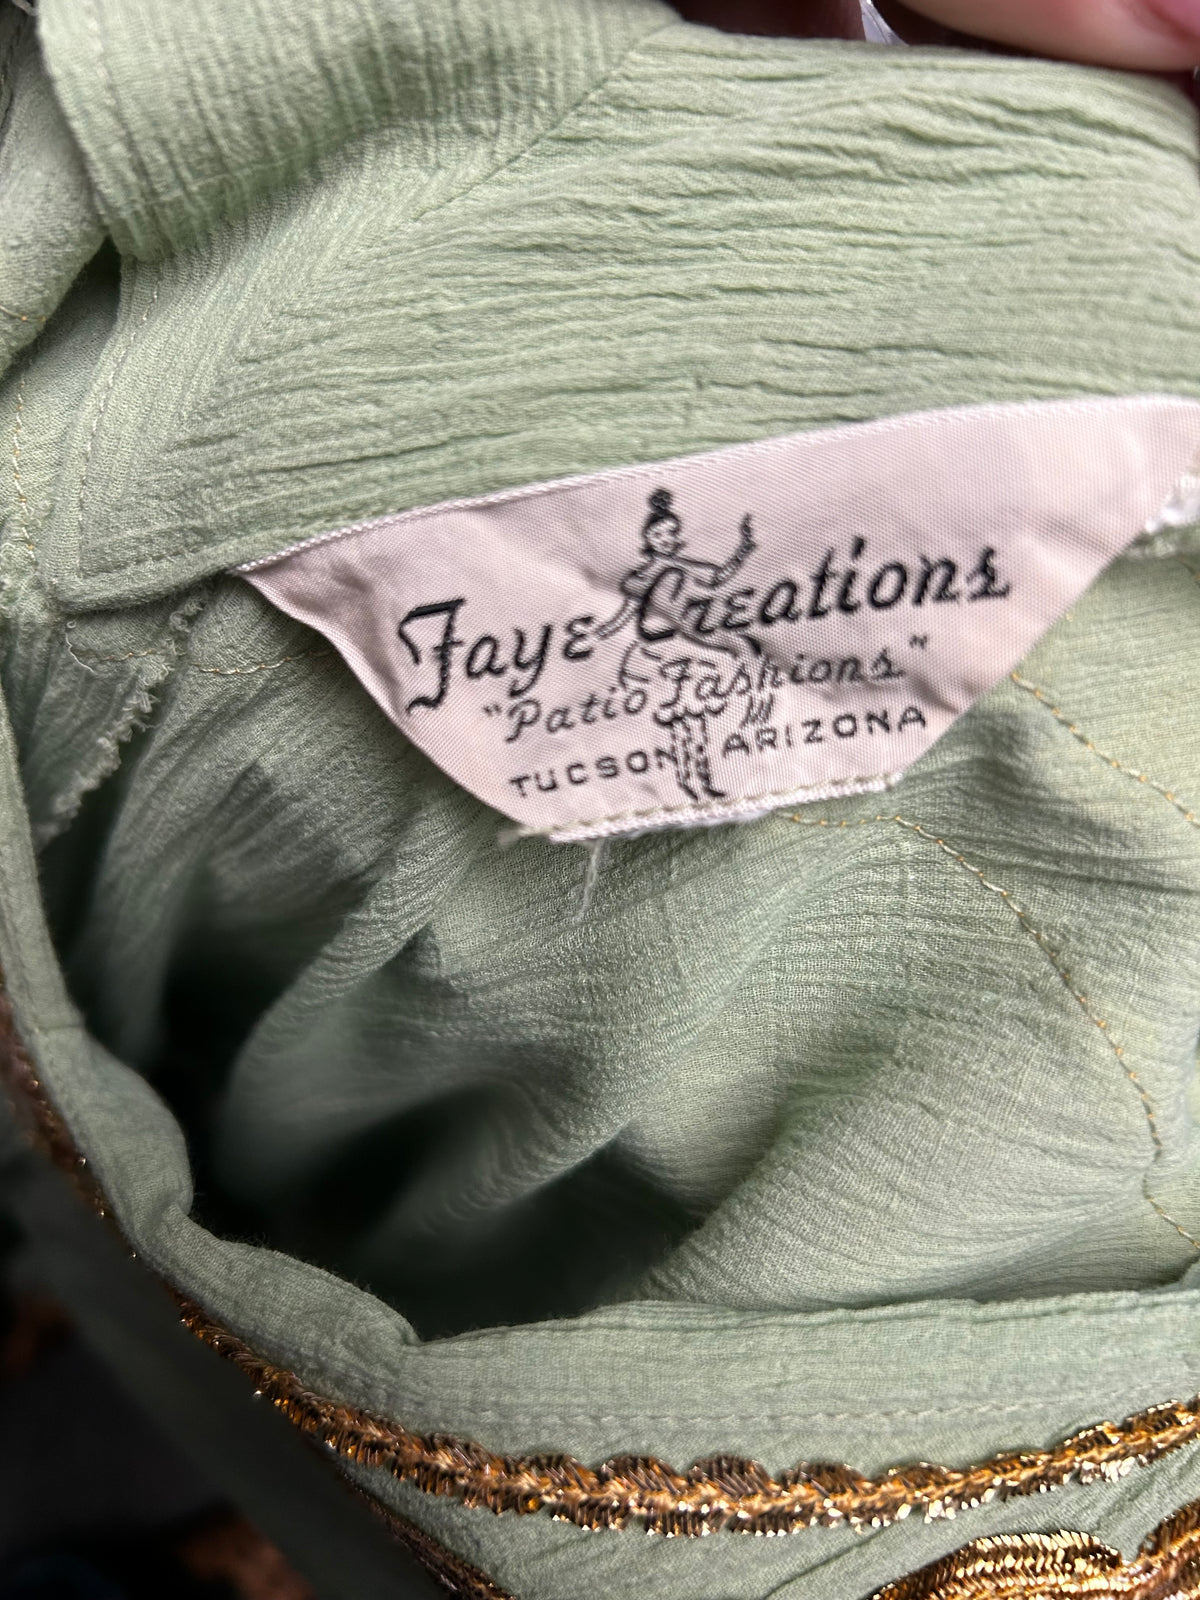 Faye Creations
"Patio Fashions"
TUCSON, ARIZONA